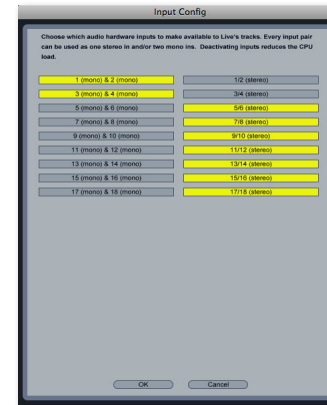 Input Config
Choose which audio hardware inputs to make available to Live's tracks. Every input pair
can be used as one stereo in and/or two mono ins. Deactivating inputs reduces the CPU
load.
1 (mono) & 2 (mono) 1/2 (stereo)
3 (mono) & 4 (mono) 3/4 (stereo)
5 (mono) & 6 (mono) 5/6 (stereo)
7 (mono) & 8 (mono) 7/8 (stereo)
9 (mono) & 10 (mono) 9/10 (stereo)
11 (mono) & 12 (mono) 11/12 (stereo)
13 (mono) & 14 (mono) 13/14 (stereo)
15 (mono) & 16 (mono) 15/16 (stereo)
17 (mono) & 18 (mono) 17/18 (stereo)
OK Cancel